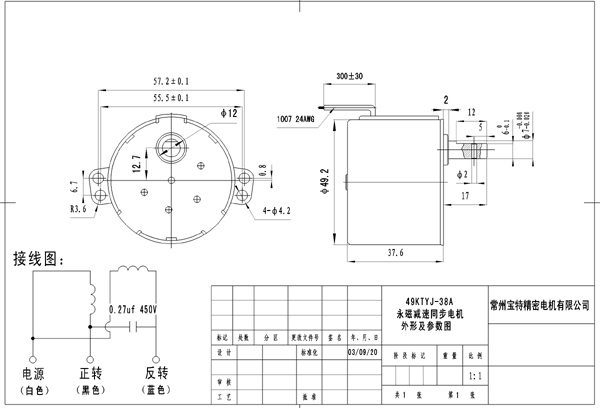 57.2±0.1
55.5±0.1
φ12
12.7
6.7
R3.6
0.8
4-φ4.2
300±30
1007 24AWG
2
12
5
0
6-0.1
-0.006
φ7-0.020
φ49.2
φ2
17
37.6
接线图：
0.27uf 450V
电源
正转
反转
(白色)
(黑色)
(蓝色)
49KTYJ-38A
永磁减速同步电机
外形及参数图
常州宝特精密电机有限公司
标记 处数 分区 更改文件号 签名 年、月、日
设计 标准化 03/09/20
阶段标记 重量 比例
1:1
审核
工艺 批准
共1张 第1张